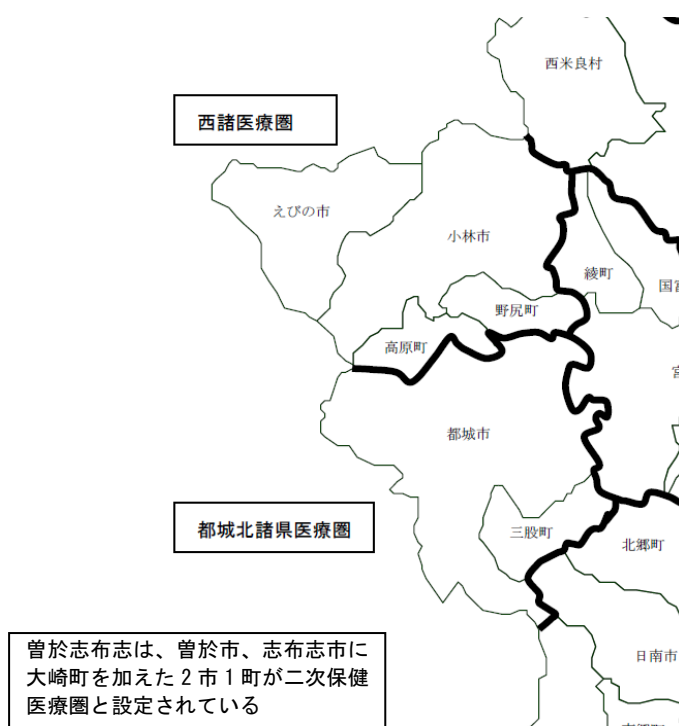 西米良村
西諸医療圏
えびの市
小林市
綾町
国富
野尻町
高原町
宮
都城市
都城北諸県医療圏
三股町
北郷町
曽於志布志は、曽於市、志布志市に
大崎町を加えた2市1町が二次保健
医療圏と設定されている
日南市